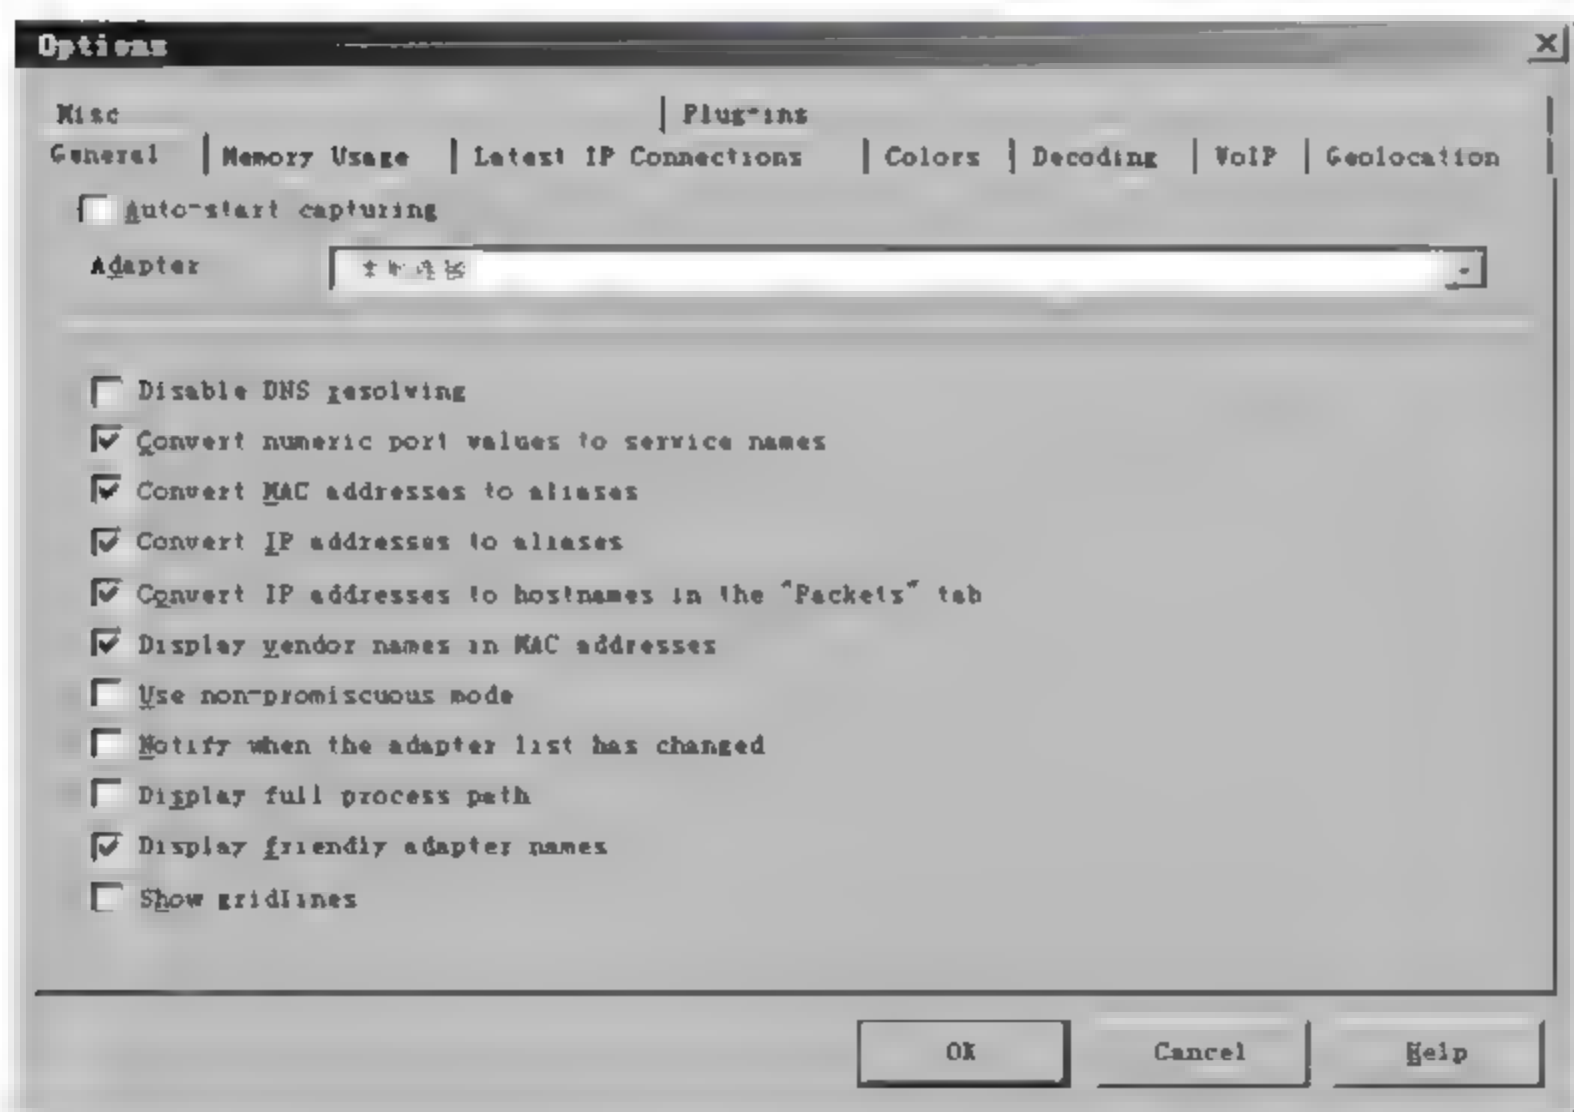 Options
Misc Plug-ins
General Memory Usage Latest IP Connections Colors Decoding VoIP Geolocation
Auto-start capturing
Adapter
Disable DNS resolving
Convert numeric port values to service names
Convert MAC addresses to aliases
Convert IP addresses to aliases
Convert IP addresses to hostnames in the "Packets" tab
Display vendor names in MAC addresses
Use non-promiscuous mode
Notify when the adapter list has changed
Display full process path
Display friendly adapter names
Show gridlines
OK Cancel Help